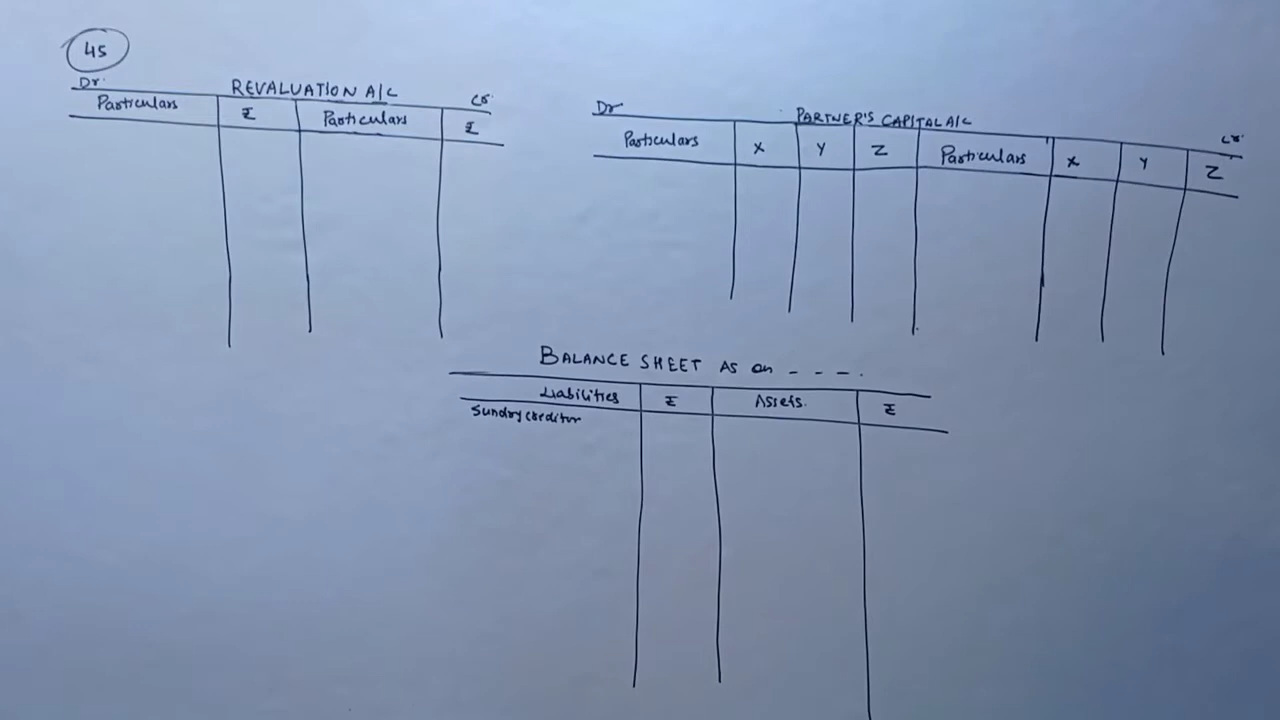 45
Dr. REVALUATION A/C Cr.
Particulars ₹ Particulars ₹
Dr PARTNER'S CAPITAL A/C Cr.
Particulars X Y Z Particulars X Y Z
BALANCE SHEET AS on - - - - .
Liabilities ₹ Assets. ₹
Sundry creditor